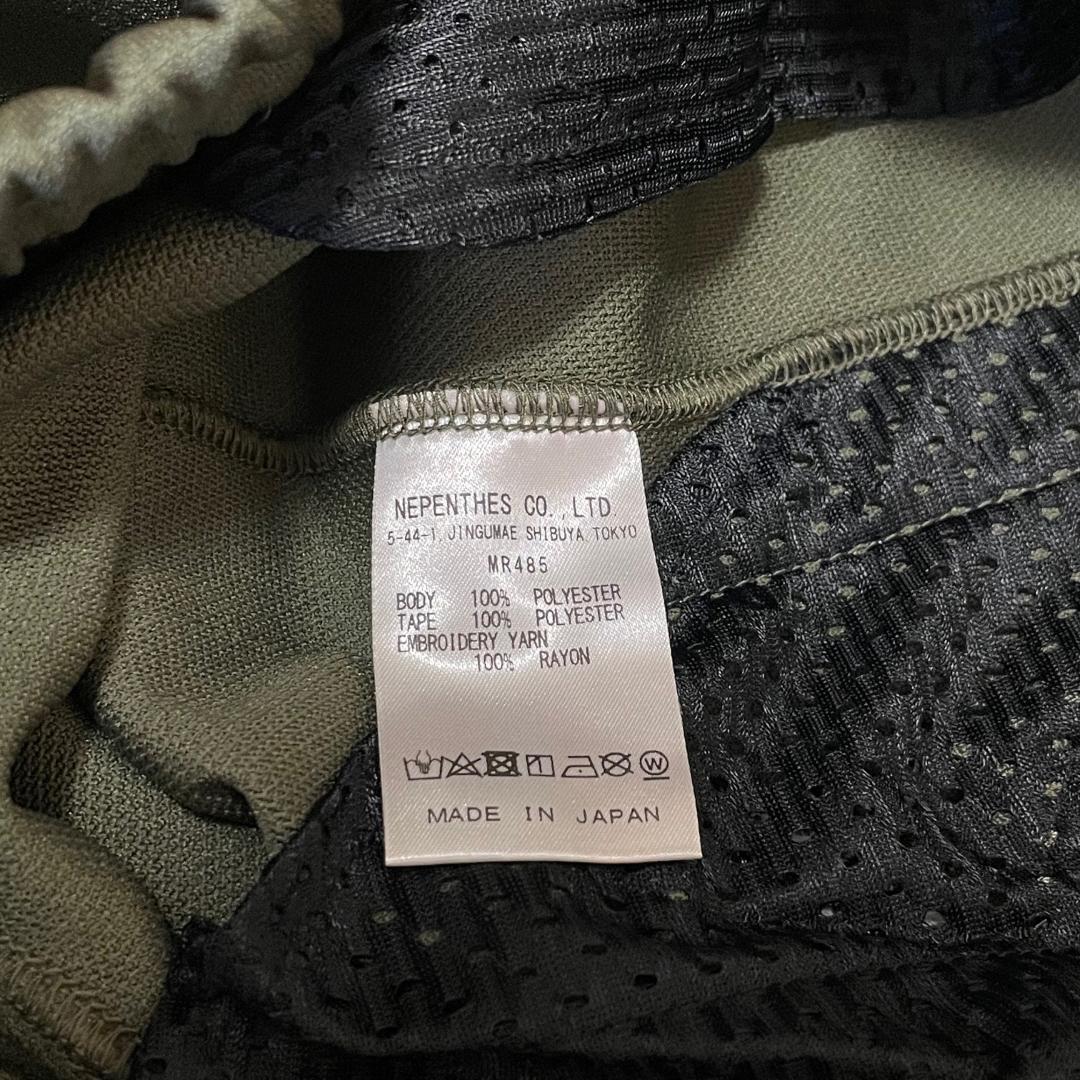 NEPENTHES CO.,LTD
5-44-1, JINGUMAE SHIBUYA, TOKYO
MR485
BODY 100% POLYESTER
TAPE 100% POLYESTER
EMBROIDERY YARN
100% RAYON
W
MADE IN JAPAN